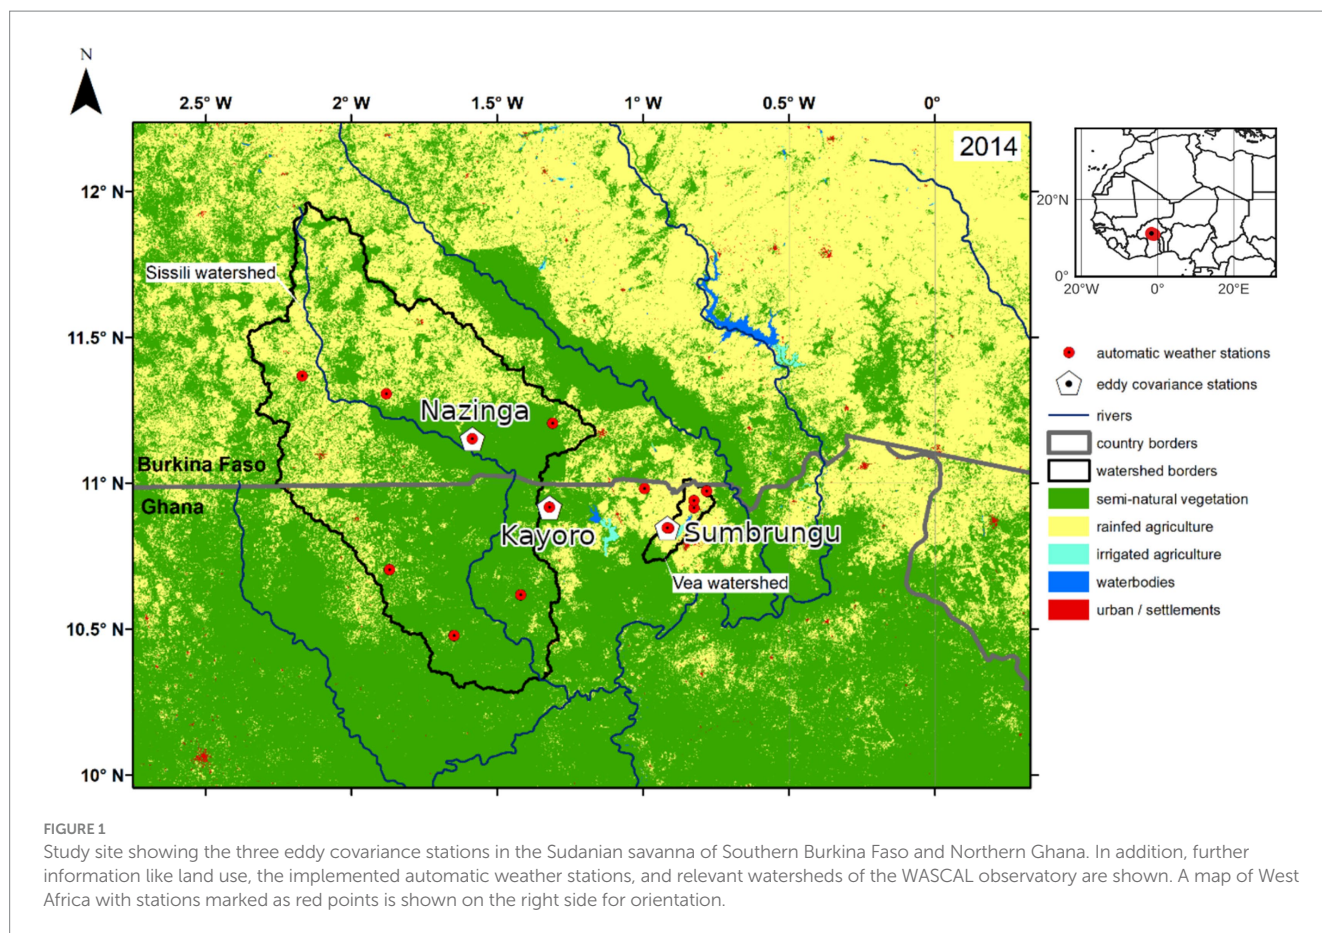 N
2.5° W 2° W 1.5° W 1° W 0.5° W 0°
2014
12° N
20°N
Sissili watershed
0°
20°W 0° 20°E
11.5° N
automatic weather stations
eddy covariance stations
Nazinga
rivers
country borders
Burkina Faso
watershed borders
11° N
Ghana
semi-natural vegetation
Kayoro
Sumbrungu
rainfed agriculture
irrigated agriculture
Vea watershed
waterbodies
urban / settlements
10.5° N
10° N
FIGURE 1
Study site showing the three eddy covariance stations in the Sudanian savanna of Southern Burkina Faso and Northern Ghana. In addition, further
information like land use, the implemented automatic weather stations, and relevant watersheds of the WASCAL observatory are shown. A map of West
Africa with stations marked as red points is shown on the right side for orientation.